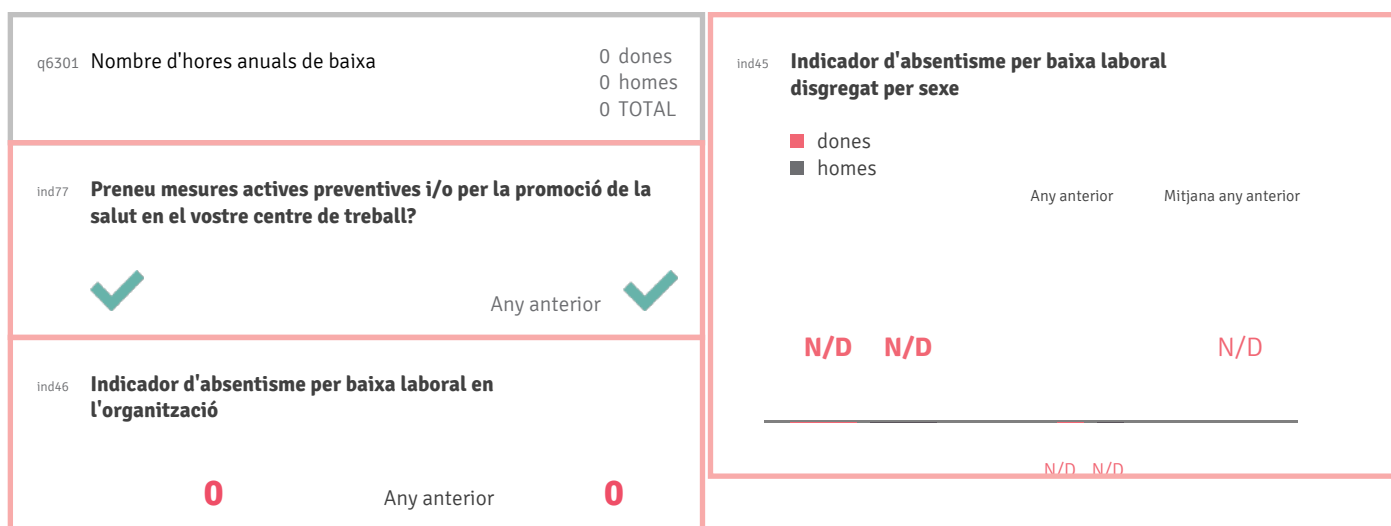 q6301 Nombre d'hores anuals de baixa
0 dones
0 homes
0 TOTAL
ind77 Preneu mesures actives preventives i/o per la promoció de la
salut en el vostre centre de treball?
Any anterior
ind46 Indicador d'absentisme per baixa laboral en
l'organització
0 Any anterior 0
ind45 Indicador d'absentisme per baixa laboral
disgregat per sexe
dones
homes
Any anterior Mitjana any anterior
N/D N/D N/D
N/D N/D